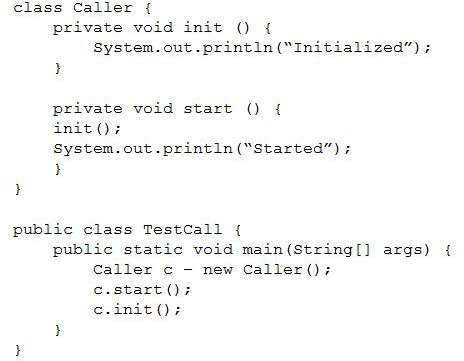 class Caller {
    private void init () {
        System.out.println(“Initialized”);
    }

    private void start () {
    init();
    System.out.println(“Started”);
    }
}

public class TestCall {
    public static void main(String[] args) {
        Caller c – new Caller();
        c.start();
        c.init();
    }
}